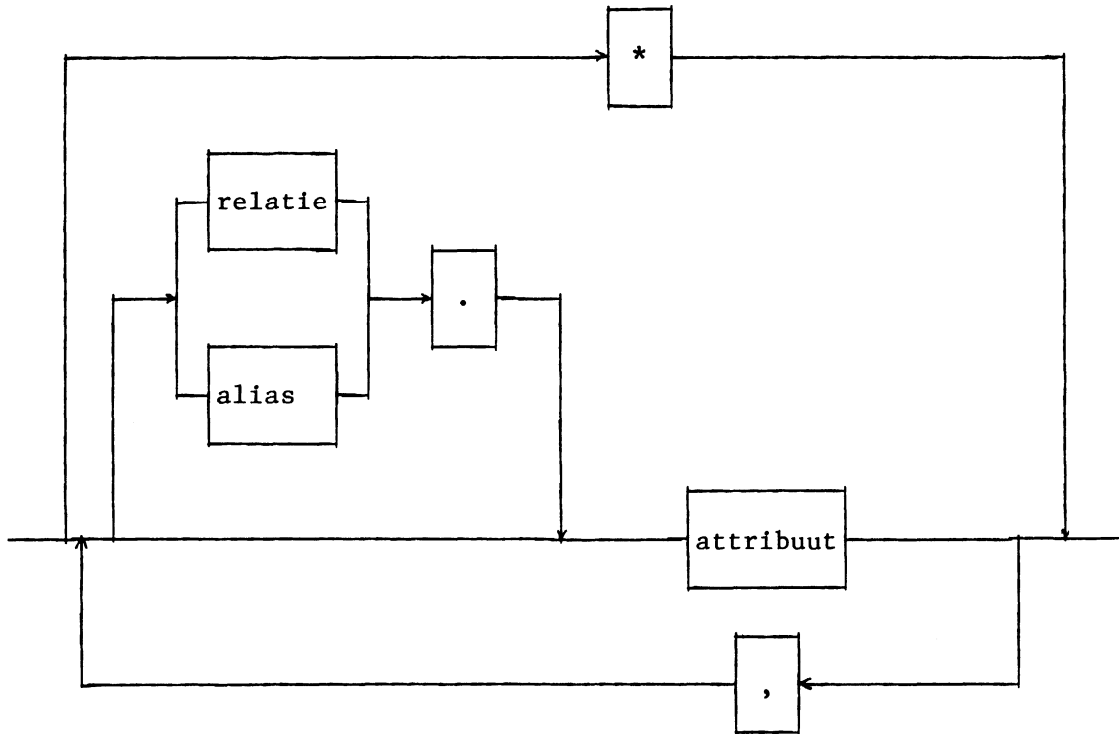 *
relatie
.
alias
attribuut
,